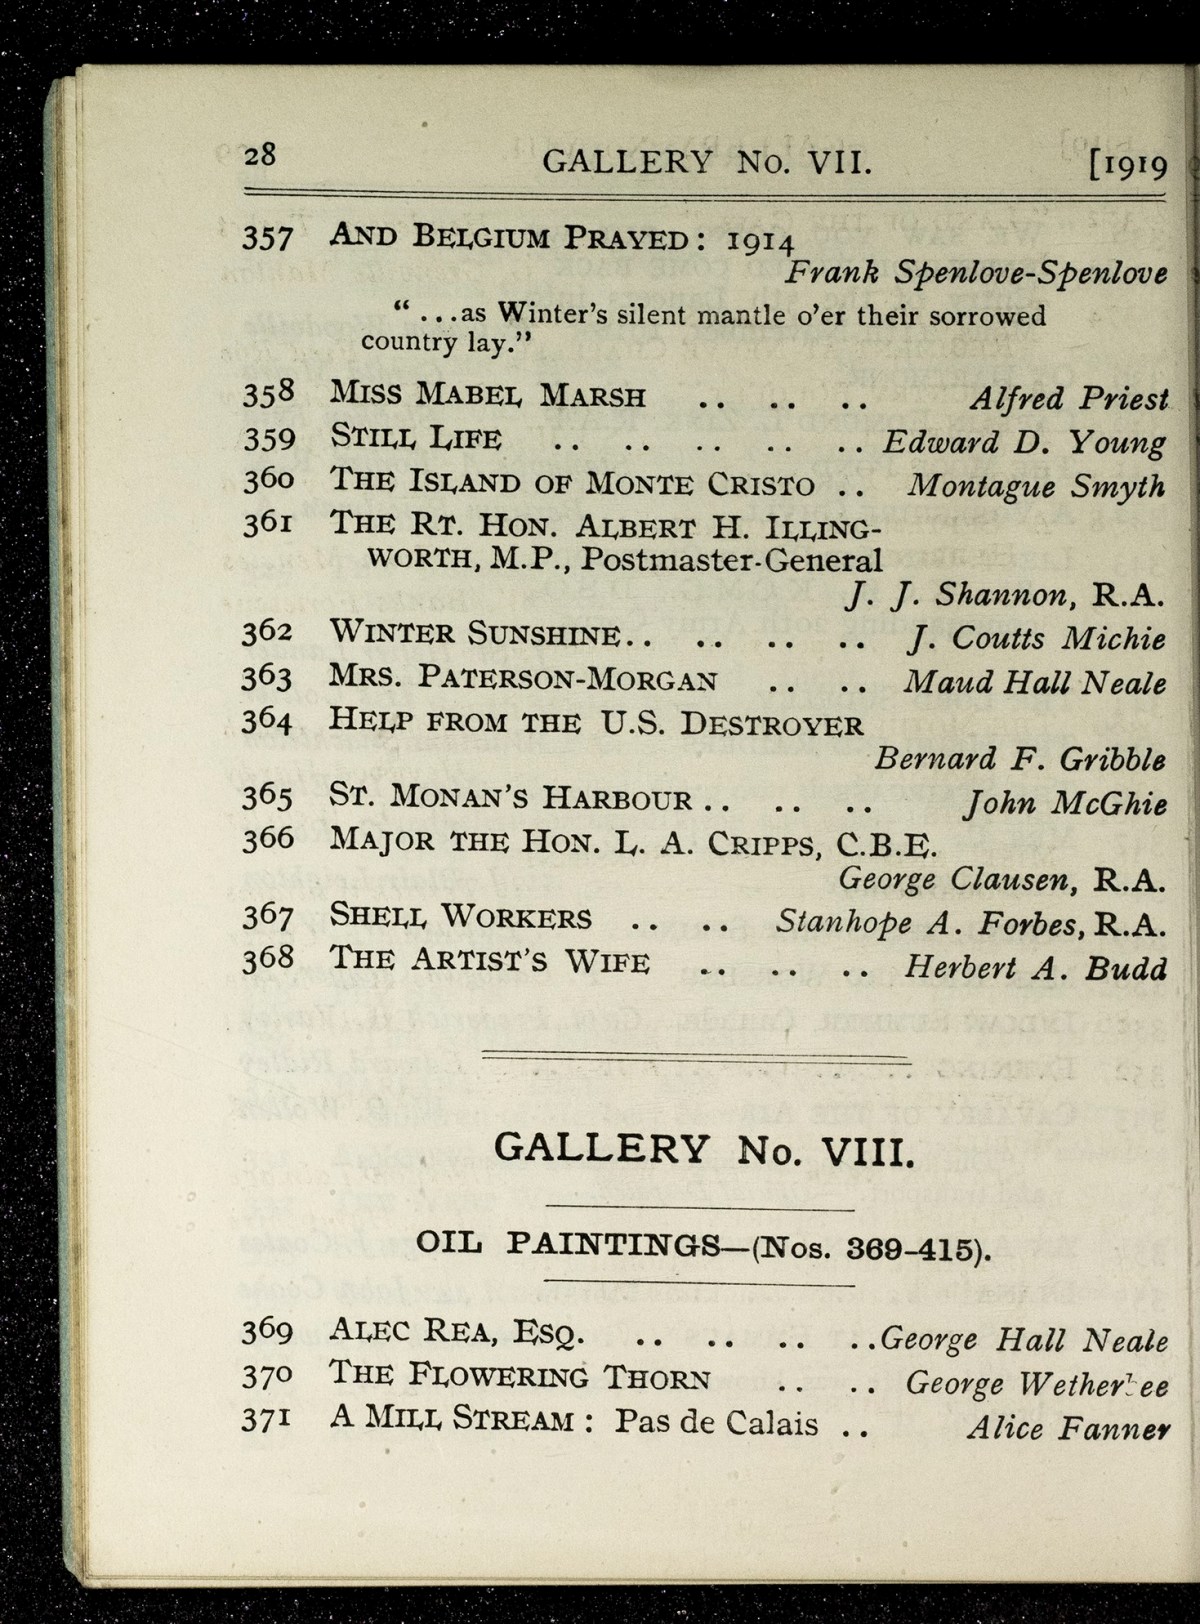 28 GALLERY No. VII. [1919
357 AND BELGIUM PRAYED: 1914
Frank Spenlove-Spenlove
“ ...as Winter’s silent mantle o’er their sorrowed
country lay.”
358 MISS MABEL MARSH .. .. .. Alfred Priest
359 STILL LIFE .. .. .. .. .. Edward D. Young
360 THE ISLAND OF MONTE CRISTO .. Montague Smyth
361 THE RT. HON. ALBERT H. ILLING-
WORTH, M.P., Postmaster-General
J. J. Shannon, R.A.
362 WINTER SUNSHINE.. .. .. .. J. Coutts Michie
363 MRS. PATERSON-MORGAN .. .. Maud Hall Neale
364 HELP FROM THE U.S. DESTROYER
Bernard F. Gribble
365 ST. MONAN’S HARBOUR .. .. .. John McGhie
366 MAJOR THE HON. L. A. CRIPPS, C.B.E.
George Clausen, R.A.
367 SHELL WORKERS .. .. Stanhope A. Forbes, R.A.
368 THE ARTIST’S WIFE .. .. .. Herbert A. Budd
GALLERY No. VIII.
OIL PAINTINGS—(Nos. 369-415).
369 ALEC REA, ESQ. .. .. .. ..George Hall Neale
370 THE FLOWERING THORN .. .. George Wetherbee
371 A MILL STREAM : Pas de Calais .. Alice Fanner